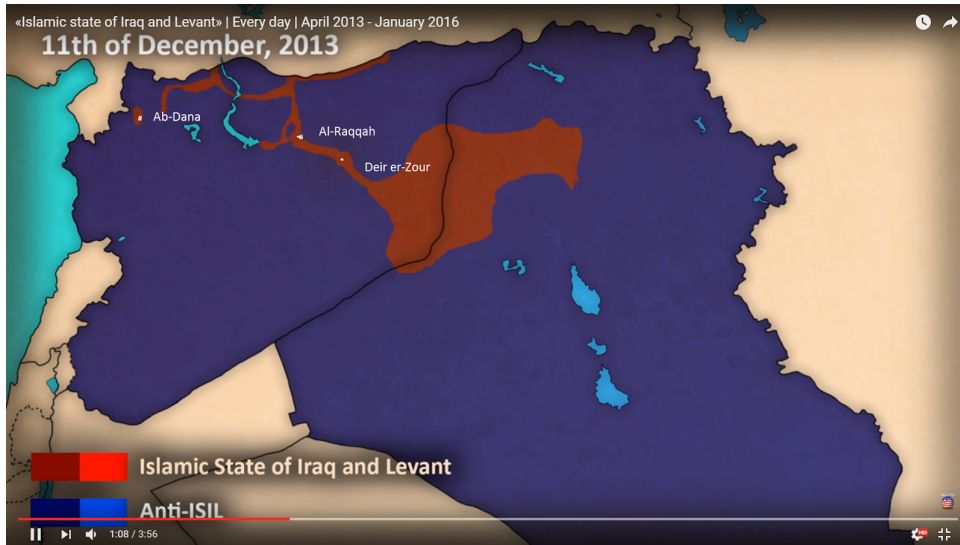 «Islamic state of Iraq and Levant» | Every day | April 2013 - January 2016
11th of December, 2013
Ab-Dana
Al-Raqqah
Deir er-Zour
Islamic State of Iraq and Levant
Anti-ISIL
1:08 / 3:56
HD